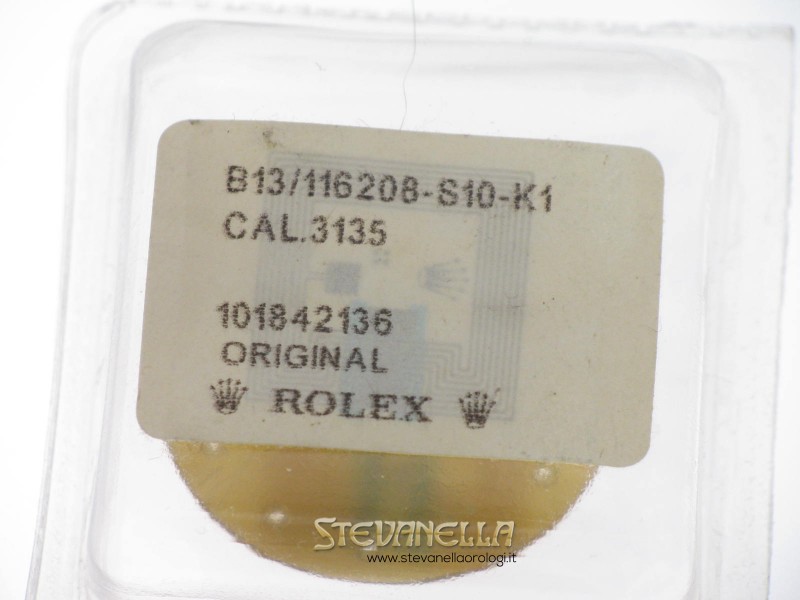 B13/116208-S10-K1
CAL.3135
101842136
ORIGINAL
ROLEX
STEVANELLA
www.stevanellaorologi.it